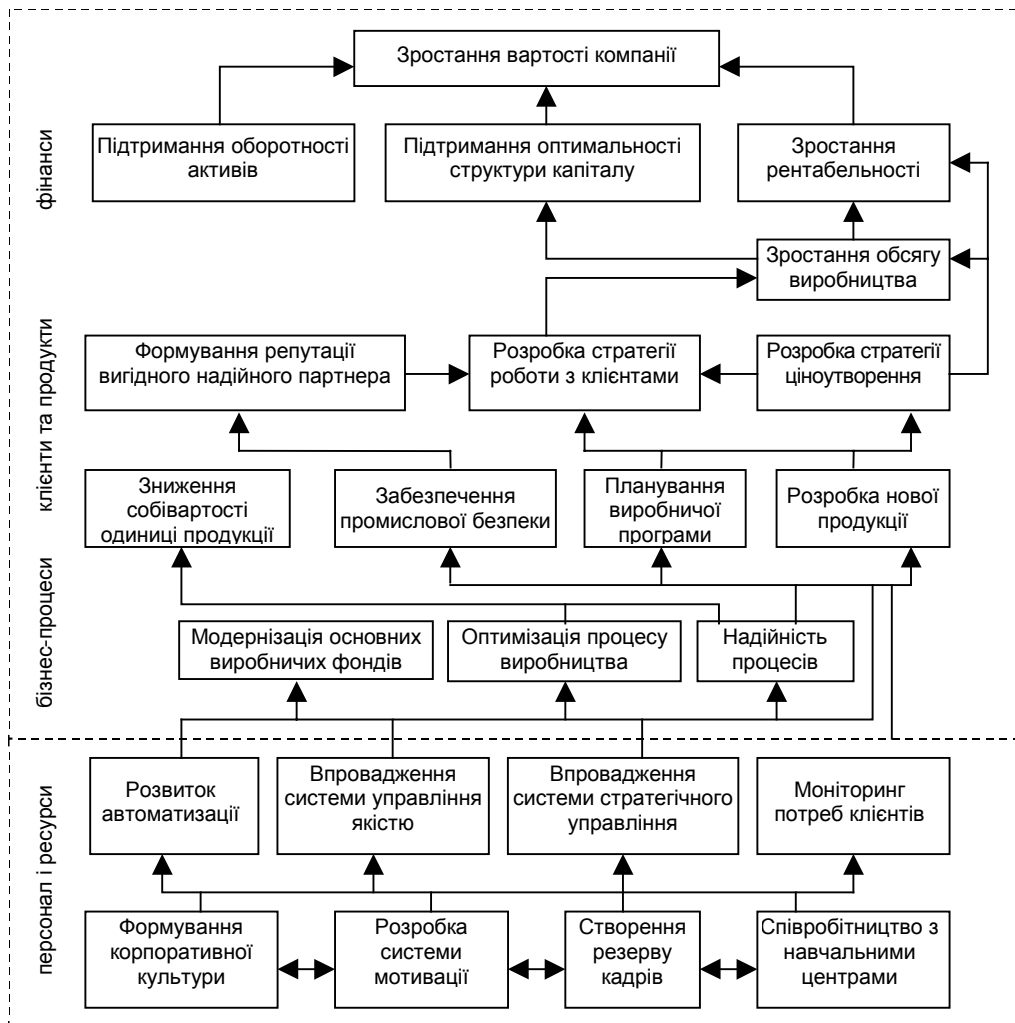 Зростання вартості компанії
фінанси
Підтримання оборотності
активів
Підтримання оптимальності
структури капіталу
Зростання
рентабельності
Зростання обсягу
виробництва
клієнти та продукти
Формування репутації
вигідного надійного партнера
Розробка стратегії
роботи з клієнтами
Розробка стратегії
ціноутворення
Зниження
собівартості
одиниці продукції
Забезпечення
промислової безпеки
Планування
виробничої
програми
Розробка нової
продукції
бізнес-процеси
Модернізація основних
виробничих фондів
Оптимізація процесу
виробництва
Надійність
процесів
персонал і ресурси
Розвиток
автоматизації
Впровадження
системи управління
якістю
Впровадження
системи стратегічного
управління
Моніторинг
потреб клієнтів
Формування
корпоративної
культури
Розробка
системи
мотивації
Створення
резерву
кадрів
Співробітництво з
навчальними
центрами